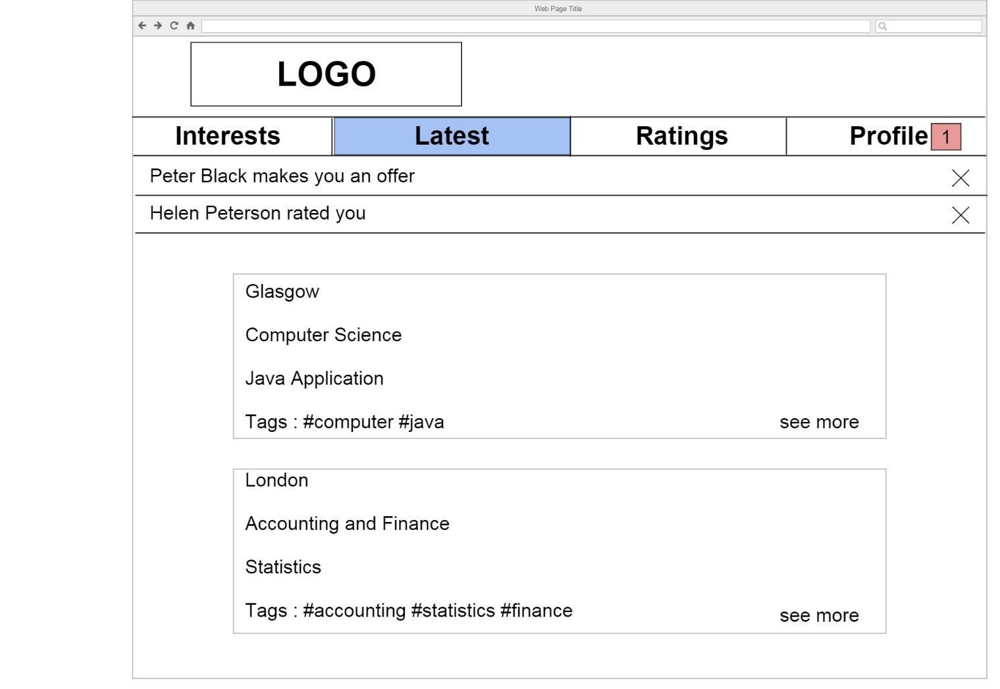 Web Page Title
LOGO
Interests Latest Ratings Profile 1
Peter Black makes you an offer
Helen Peterson rated you
Glasgow
Computer Science
Java Application
Tags : #computer #java see more
London
Accounting and Finance
Statistics
Tags : #accounting #statistics #finance see more